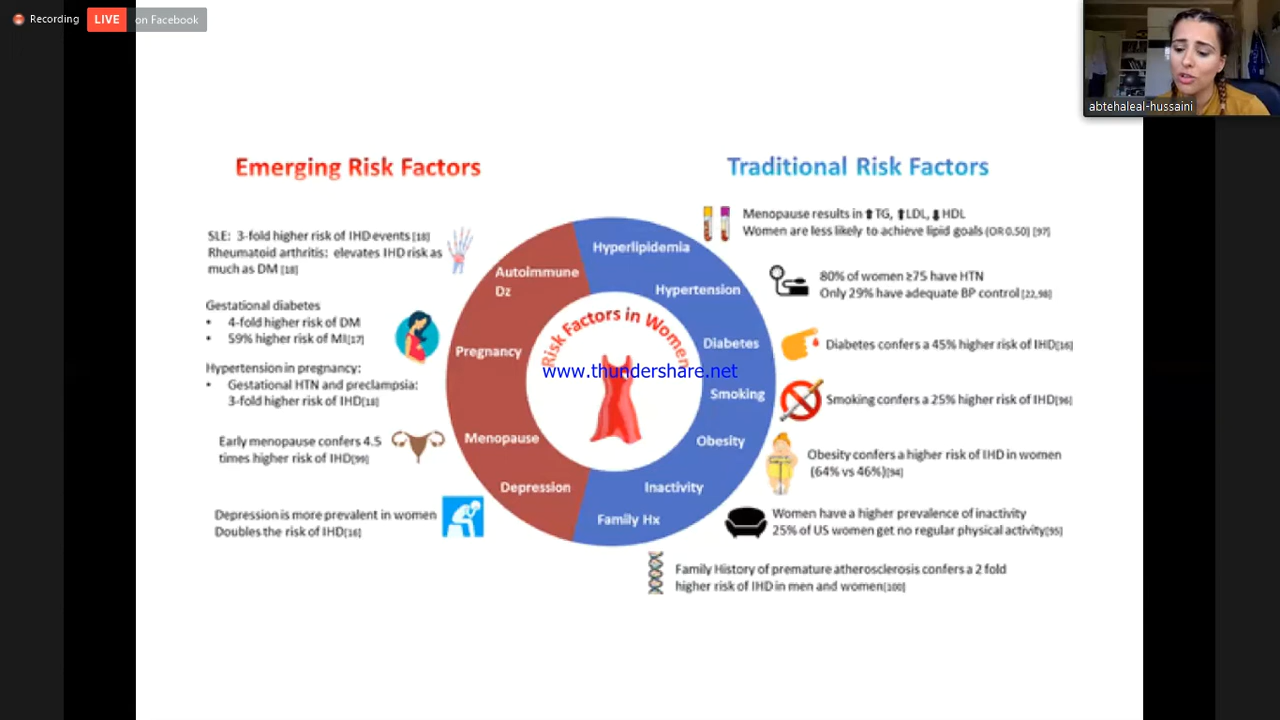 Recording
LIVE
on Facebook
abtehaleal-hussaini
Emerging Risk Factors
SLE: 3-fold higher risk of IHD events [18]
Rheumatoid arthritis: elevates IHD risk as
much as DM [18]
Gestational diabetes
• 4-fold higher risk of DM
• 59% higher risk of MI[17]
Hypertension in pregnancy:
• Gestational HTN and preclampsia:
3-fold higher risk of IHD[18]
Early menopause confers 4.5
times higher risk of IHD[99]
Depression is more prevalent in women
Doubles the risk of IHD[16]
Autoimmune
Dz
Pregnancy
Menopause
Depression
Risk Factors in Women
www.thundershare.net
Hyperlipidemia
Hypertension
Diabetes
Smoking
Obesity
Inactivity
Family Hx
Traditional Risk Factors
Menopause results in ⬆TG, ⬆LDL, ⬇HDL
Women are less likely to achieve lipid goals (OR 0.50) [97]
80% of women ≥75 have HTN
Only 29% have adequate BP control [22,98]
Diabetes confers a 45% higher risk of IHD[16]
Smoking confers a 25% higher risk of IHD[96]
Obesity confers a higher risk of IHD in women
(64% vs 46%)[94]
Women have a higher prevalence of inactivity
25% of US women get no regular physical activity[95]
Family History of premature atherosclerosis confers a 2 fold
higher risk of IHD in men and women[100]